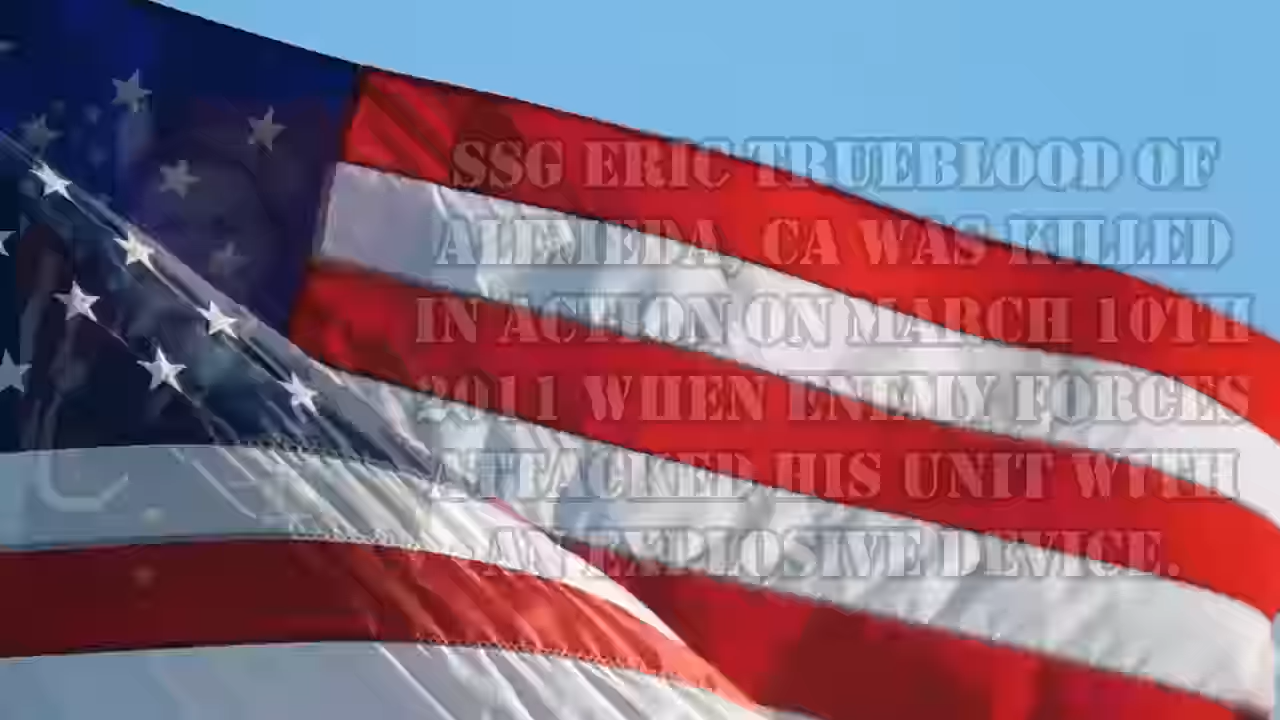 SSG ERIC TRUEBLOOD OF
ALEMEDA, CA WAS KILLED
IN ACTION ON MARCH 10TH
2011 WHEN ENEMY FORCES
ATTACKED HIS UNIT WITH
AN EXPLOSIVE DEVICE.